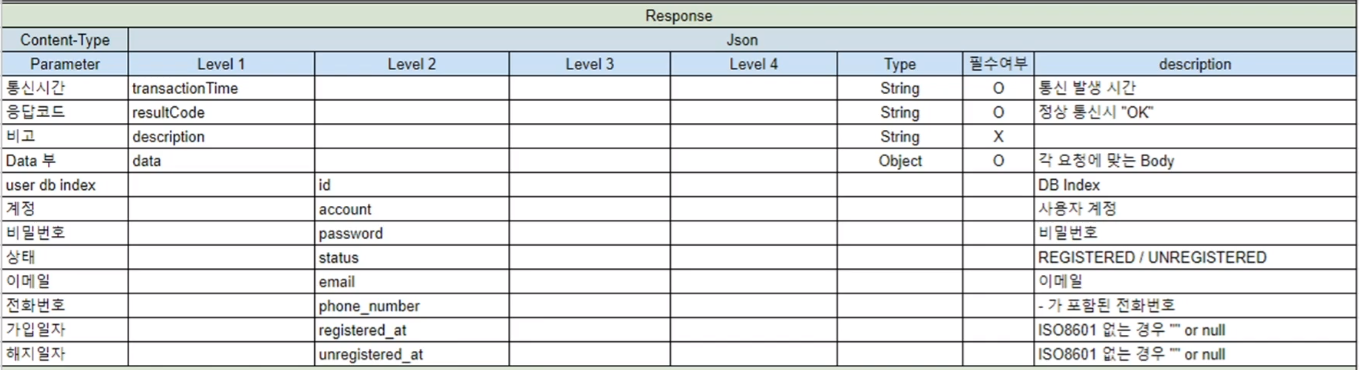 Response
Content-Type Json
Parameter Level 1 Level 2 Level 3 Level 4 Type 필수여부 description
통신시간 transactionTime String O 통신 발생 시간
응답코드 resultCode String O 정상 통신시 "OK"
비고 description String X
Data 부 data Object O 각 요청에 맞는 Body
user db index id DB Index
계정 account 사용자 계정
비밀번호 password 비밀번호
상태 status REGISTERED / UNREGISTERED
이메일 email 이메일
전화번호 phone_number - 가 포함된 전화번호
가입일자 registered_at ISO8601 없는 경우 "" or null
해지일자 unregistered_at ISO8601 없는 경우 "" or null